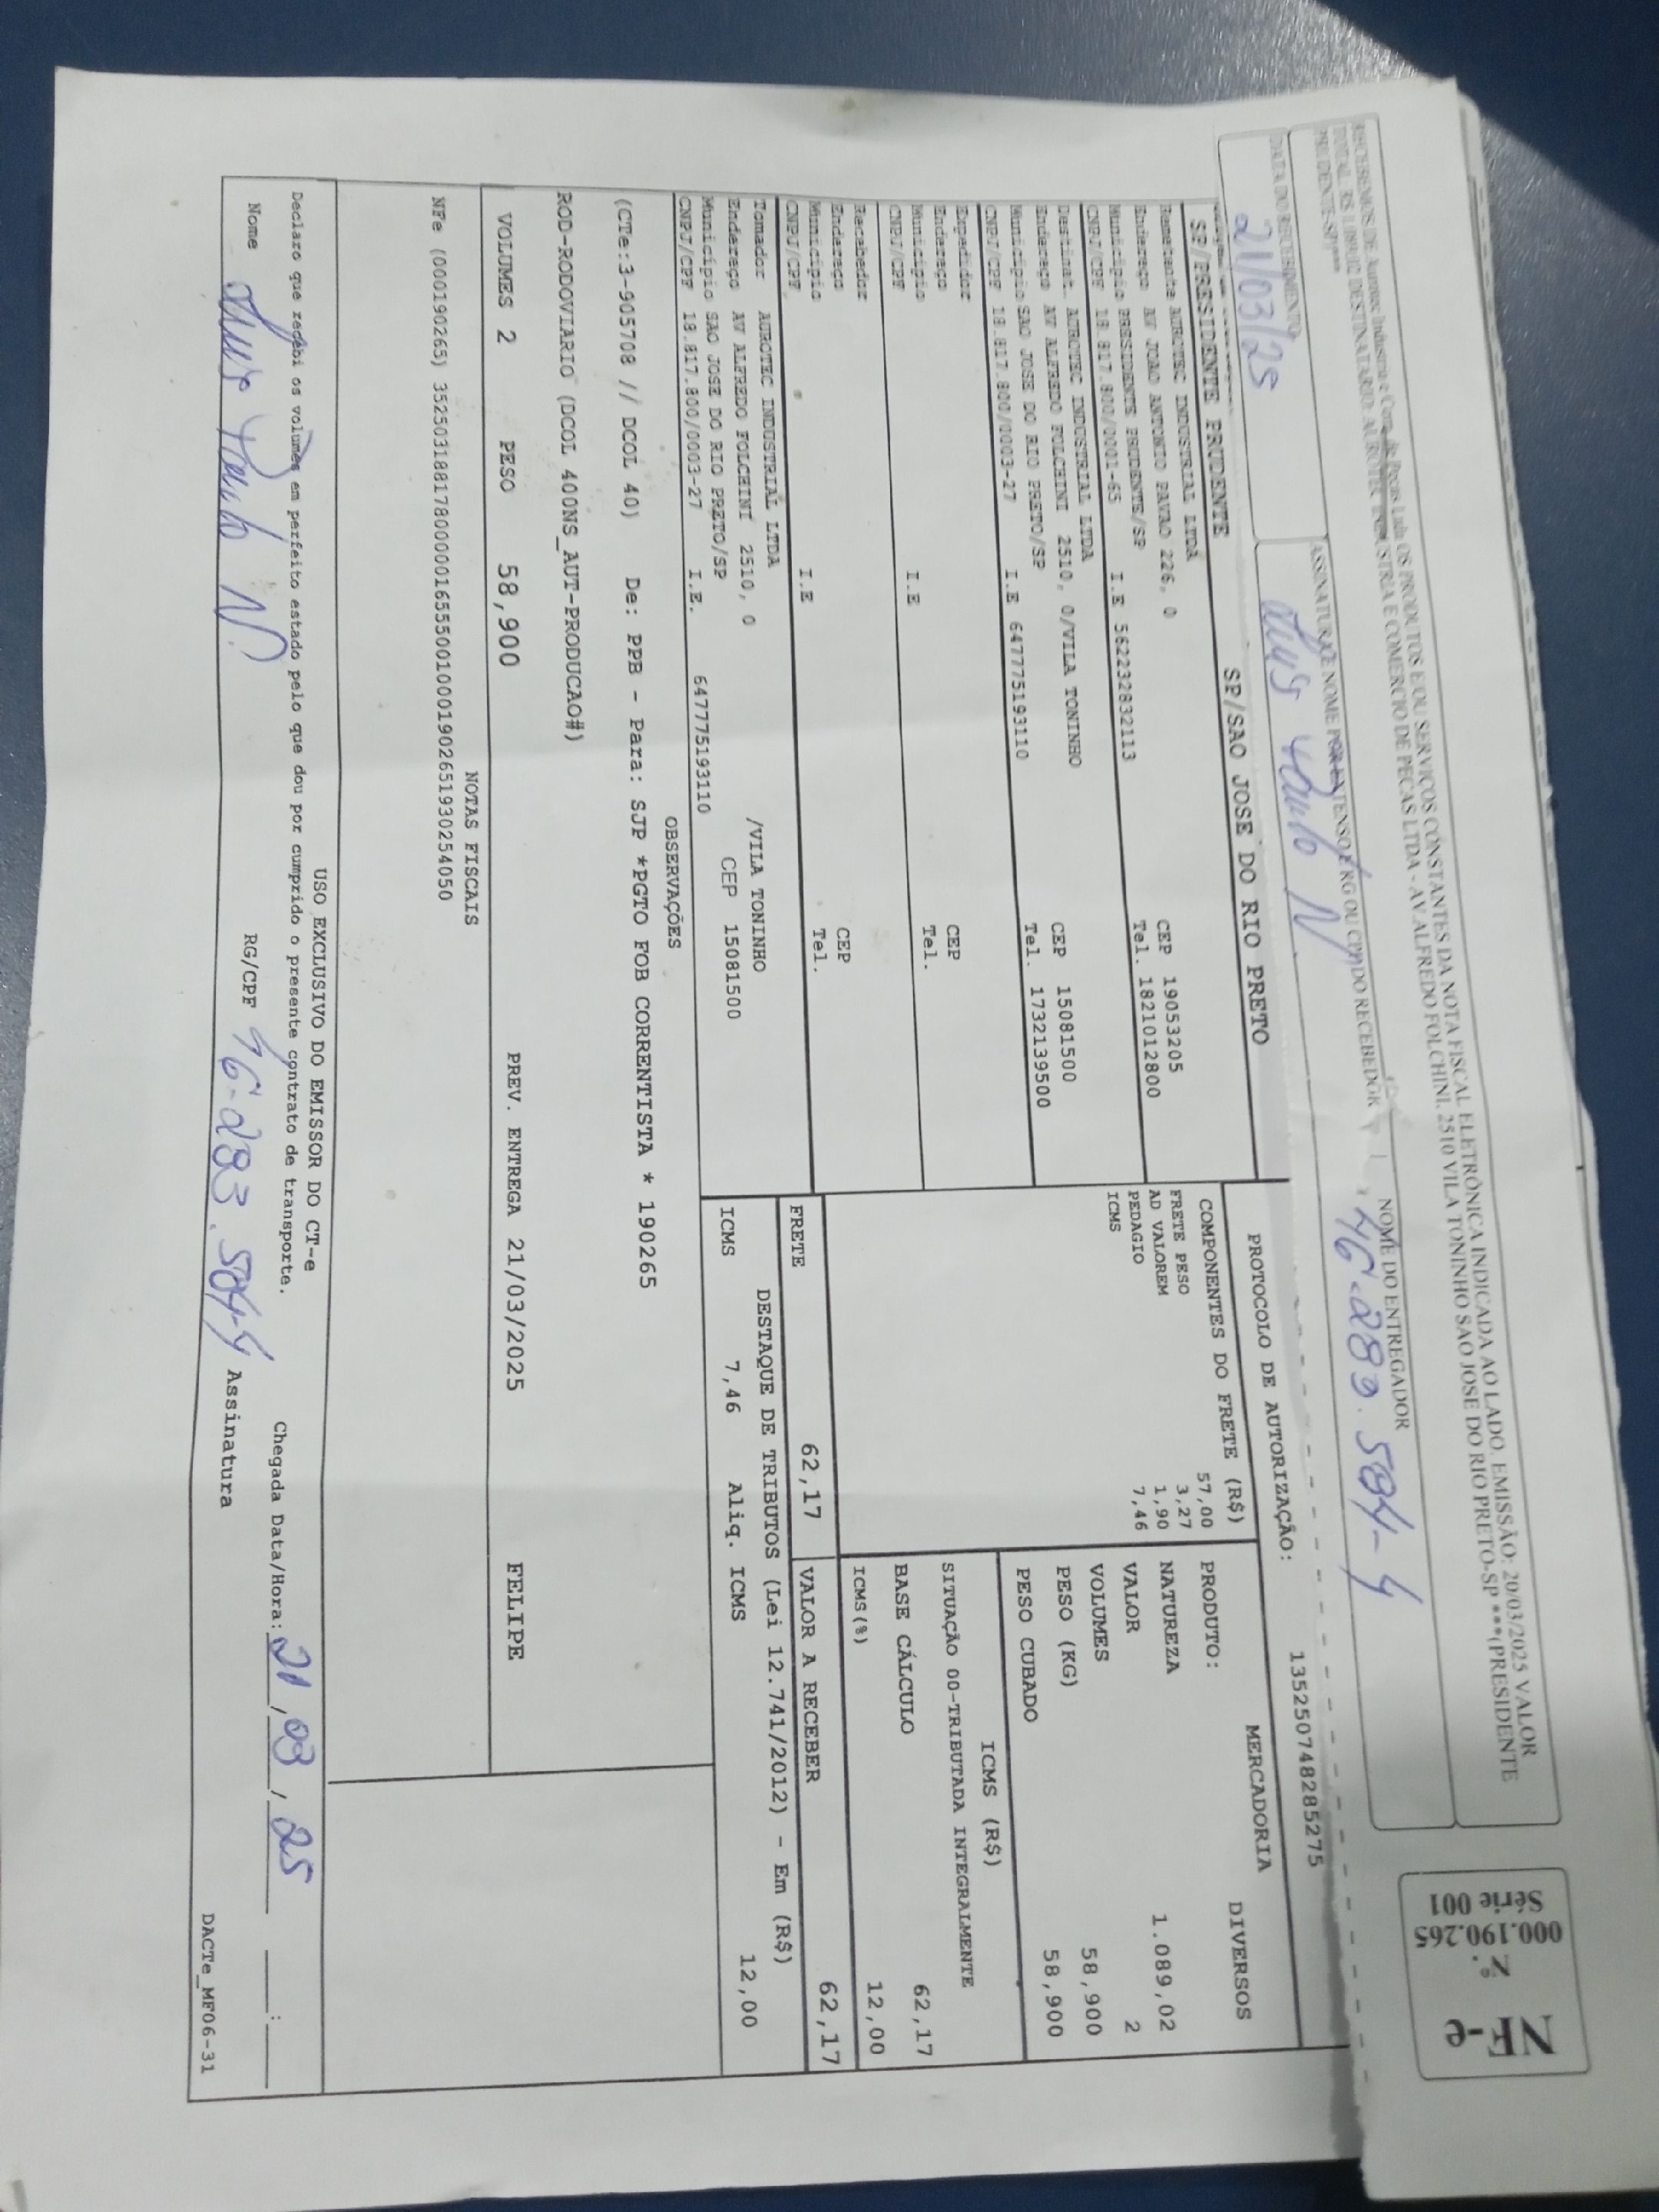 RECEBEMOS DE Aurotec Industria e Com. de Pecas Ltda OS PRODUTOS E/OU SERVIÇOS CONSTANTES DA NOTA FISCAL ELETRÔNICA INDICADA AO LADO. EMISSÃO: 20/03/2025 VALOR
TOTAL: R$ 1.089,02 DESTINATARIO: AUROTEC INDUSTRIA E COMERCIO DE PECAS LTDA - AV.ALFREDO FOLCHINI, 2510 VILA TONINHO SAO JOSE DO RIO PRETO-SP ***(PRESIDENTE
PRUDENTE-SP)***
DATA DO RECEBIMENTO
ASSINATURA E NOME POR EXTENSO E RG OU CPF DO RECEBEDOR
NOME DO ENTREGADOR
21/03/25
Luis Paulo N
46-283.584-4
NF-e
N°.
000.190.265
Série 001
PROTOCOLO DE AUTORIZAÇÃO: 135250748285275
SP/PRESIDENTE PRUDENTE SP/SAO JOSE DO RIO PRETO
Remetente AUROTEC INDUSTRIAL LTDA
Endereço AV JOAO ANTONIO PAVAO 226, 0 CEP 19053205
Município PRESIDENTE PRUDENTE/SP Tel. 1821012800
CNPJ/CPF 18.817.800/0001-65 I.E 562232832113
Destinat. AUROTEC INDUSTRIAL LTDA
Endereço AV ALFREDO FOLCHINI 2510, 0/VILA TONINHO CEP 15081500
Município SAO JOSE DO RIO PRETO/SP Tel. 1732139500
CNPJ/CPF 18.817.800/0003-27 I.E 647775193110
Expedidor
Endereço CEP
Município Tel.
CNPJ/CPF I.E
Recebedor
Endereço CEP
Município Tel.
CNPJ/CPF. I.E
Tomador AUROTEC INDUSTRIAL LTDA
Endereço AV ALFREDO FOLCHINI 2510, 0 /VILA TONINHO
Município SAO JOSE DO RIO PRETO/SP CEP 15081500
CNPJ/CPF 18.817.800/0003-27 I.E. 647775193110
COMPONENTES DO FRETE (R$)
FRETE PESO 57,00
AD VALOREM 3,27
PEDAGIO 1,90
ICMS 7,46
MERCADORIA
PRODUTO: DIVERSOS
NATUREZA
VALOR 1.089,02
VOLUMES 2
PESO (KG) 58,900
PESO CUBADO 58,900
ICMS (R$)
SITUAÇÃO 00-TRIBUTADA INTEGRALMENTE
BASE CÁLCULO 62,17
ICMS(%) 12,00
FRETE 62,17 VALOR A RECEBER 62,17
DESTAQUE DE TRIBUTOS (Lei 12.741/2012) - Em (R$)
ICMS 7,46 Aliq. ICMS 12,00
OBSERVAÇÕES
(CTe:3-905708 // DCOL 40) De: PPB - Para: SJP *PGTO FOB CORRENTISTA * 190265
ROD-RODOVIARIO (DCOL 400NS_AUT-PRODUCAO#)
VOLUMES 2 PESO 58,900 PREV. ENTREGA 21/03/2025 FELIPE
NOTAS FISCAIS
NFe (000190265) 35250318817800000165550010001902651930254050
USO EXCLUSIVO DO EMISSOR DO CT-e
Declaro que recebi os volumes em perfeito estado pelo que dou por cumprido o presente contrato de transporte. Chegada Data/Hora: 21,03,25 :
Nome Luis Paulo N. RG/CPF 46-283.584-4 Assinatura
DACTe_MF06-31